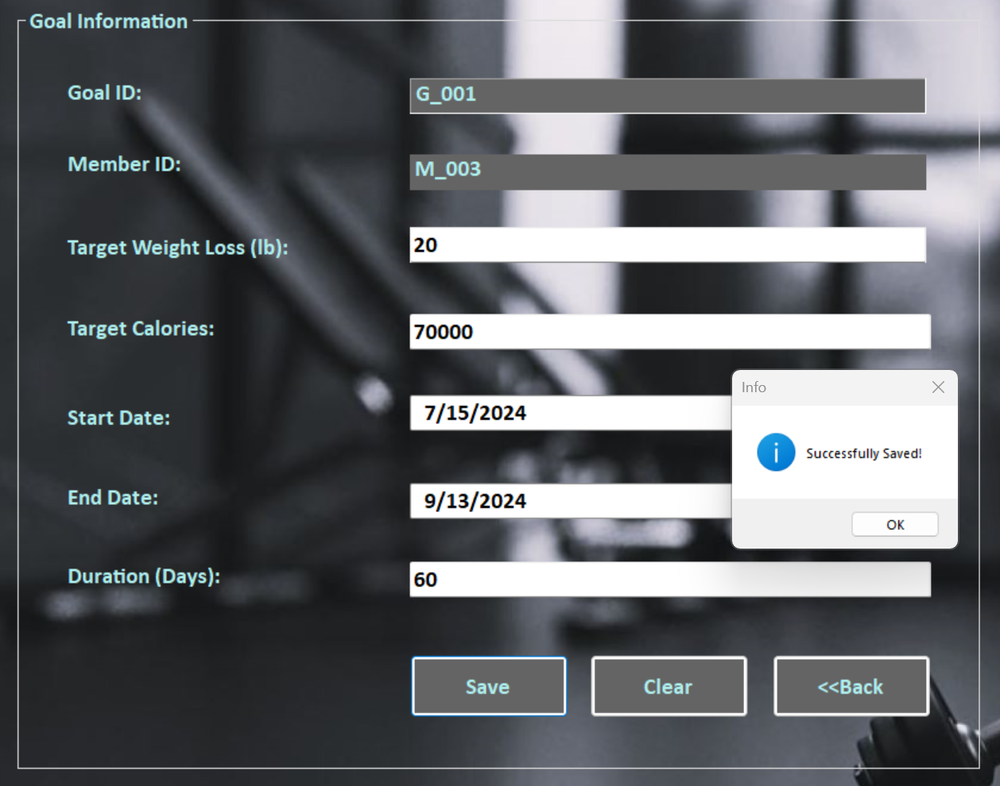 Goal Information
Goal ID:
G_001
Member ID:
M_003
Target Weight Loss (lb):
20
Target Calories:
70000
Start Date:
7/15/2024
End Date:
9/13/2024
Duration (Days):
60
Info
Successfully Saved!
OK
Save
Clear
<<Back